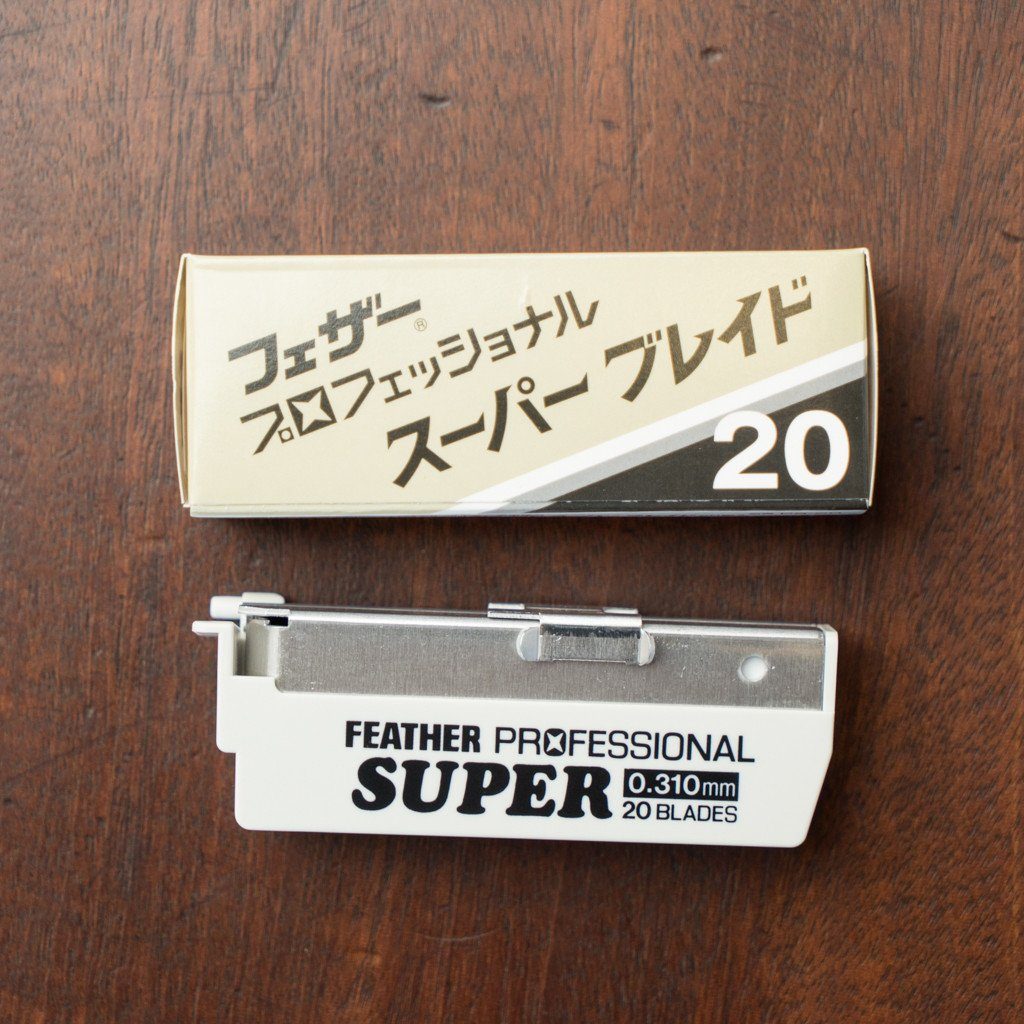 フェザー®
プロフェッショナル
スーパー ブレイド
20
FEATHER PROFESSIONAL
SUPER 0.310mm
20 BLADES